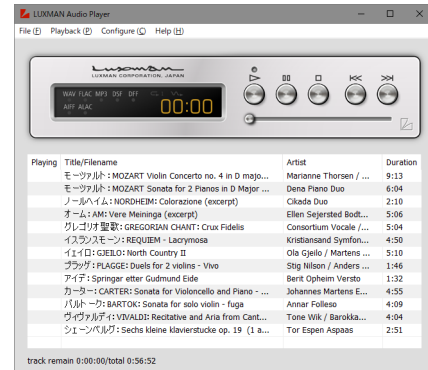 LUXMAN Audio Player
File (F) Playback (P) Configure (C) Help (H)
Luxman
LUXMAN CORPORATION, JAPAN
WAV FLAC MP3 DSF DFF
AIFF ALAC
00:00
Playing Title/Filename Artist Duration
モーツァルト：MOZART Violin Concerto no. 4 in D majo... Marianne Thorsen / ... 9:13
モーツァルト：MOZART Sonata for 2 Pianos in D Major ... Dena Piano Duo 6:04
ノールヘイム：NORDHEIM: Colorazione (excerpt) Cikada Duo 2:10
オーム：AM: Vere Meininga (excerpt) Ellen Sejersted Bodt... 5:06
グレゴリオ聖歌：GREGORIAN CHANT: Crux Fidelis Consortium Vocale /... 5:04
イスランスモーン：REQUIEM - Lacrymosa Kristiansand Symfon... 4:50
イェイロ：GJEILO: North Country II Ola Gjeilo / Martens ... 5:10
プラッゲ：PLAGGE: Duels for 2 violins - Vivo Stig Nilson / Anders ... 1:46
アイデ：Springar etter Gudmund Eide Berit Opheim Versto 1:32
カーター：CARTER: Sonata for Violoncello and Piano - ... Johannes Martens E... 4:55
バルトーク：BARTOK: Sonata for solo violin - fuga Annar Folleso 4:09
ヴィヴァルディ：VIVALDI: Recitative and Aria from Cant... Tone Wik / Barokka... 4:04
シェーンベルグ：Sechs kleine klavierstucke op. 19 (1 a... Tor Espen Aspaas 2:51
track remain 0:00:00/total 0:56:52